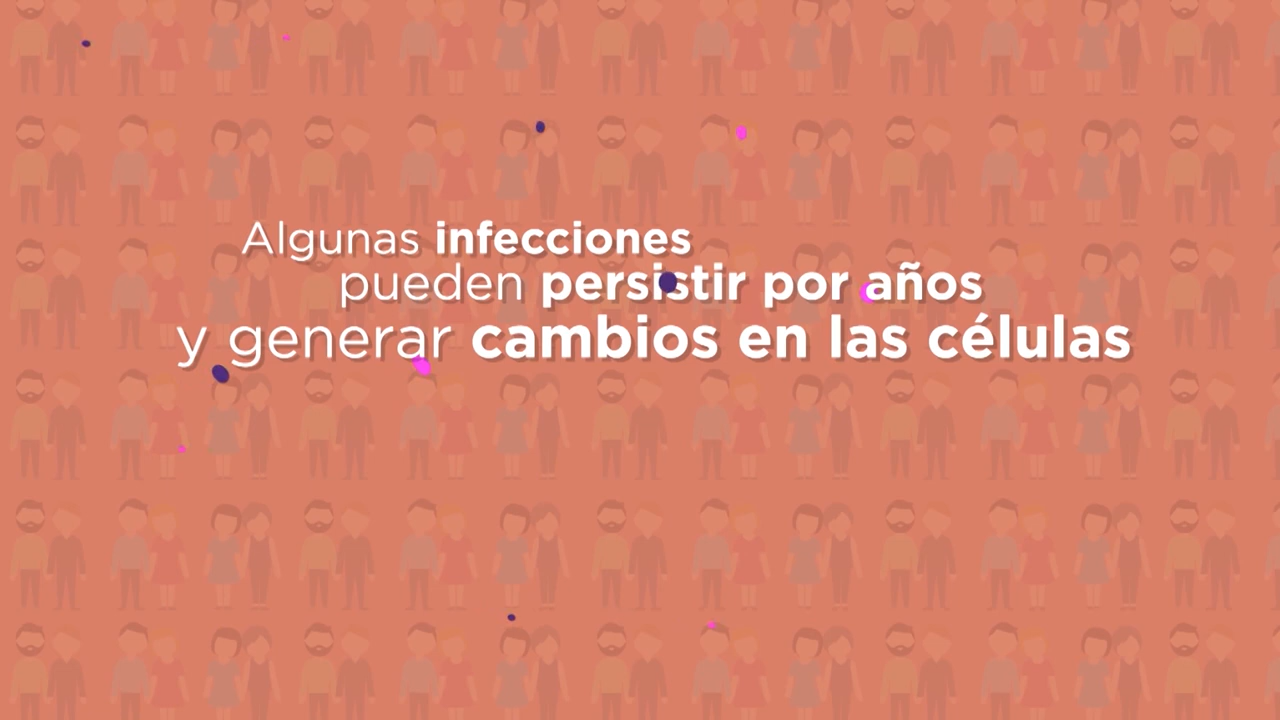 Algunas infecciones
pueden persistir por años
y generar cambios en las células